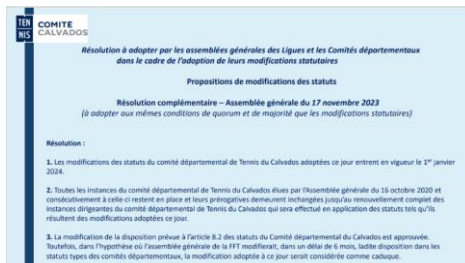 TEN
NIS
COMITÉ
CALVADOS
Résolution à adopter par les assemblées générales des Ligues et les Comités départementaux
dans le cadre de l'adoption de leurs modifications statutaires
Propositions de modifications des statuts
Résolution complémentaire – Assemblée générale du 17 novembre 2023
(à adopter aux mêmes conditions de quorum et de majorité que les modifications statutaires)
Résolution :
1. Les modifications des statuts du comité départemental de Tennis du Calvados adoptées ce jour entrent en vigueur le 1er janvier
2024.
2. Toutes les instances du comité départemental de Tennis du Calvados élues par l'Assemblée générale du 16 octobre 2020 et
consécutivement à celle-ci restent en place et leurs prérogatives demeurent inchangées jusqu'au renouvellement complet des
instances dirigeantes du comité départemental de Tennis du Calvados qui sera effectué en application des statuts tels qu'ils
résultent des modifications adoptées ce jour.
3. La modification de la disposition prévue à l'article 8.2 des statuts du Comité départemental du Calvados est approuvée.
Toutefois, dans l'hypothèse où l'assemblée générale de la FFT modifierait, dans un délai de 6 mois, ladite disposition dans les
statuts types des comités départementaux, la modification adoptée à ce jour serait considérée comme caduque.